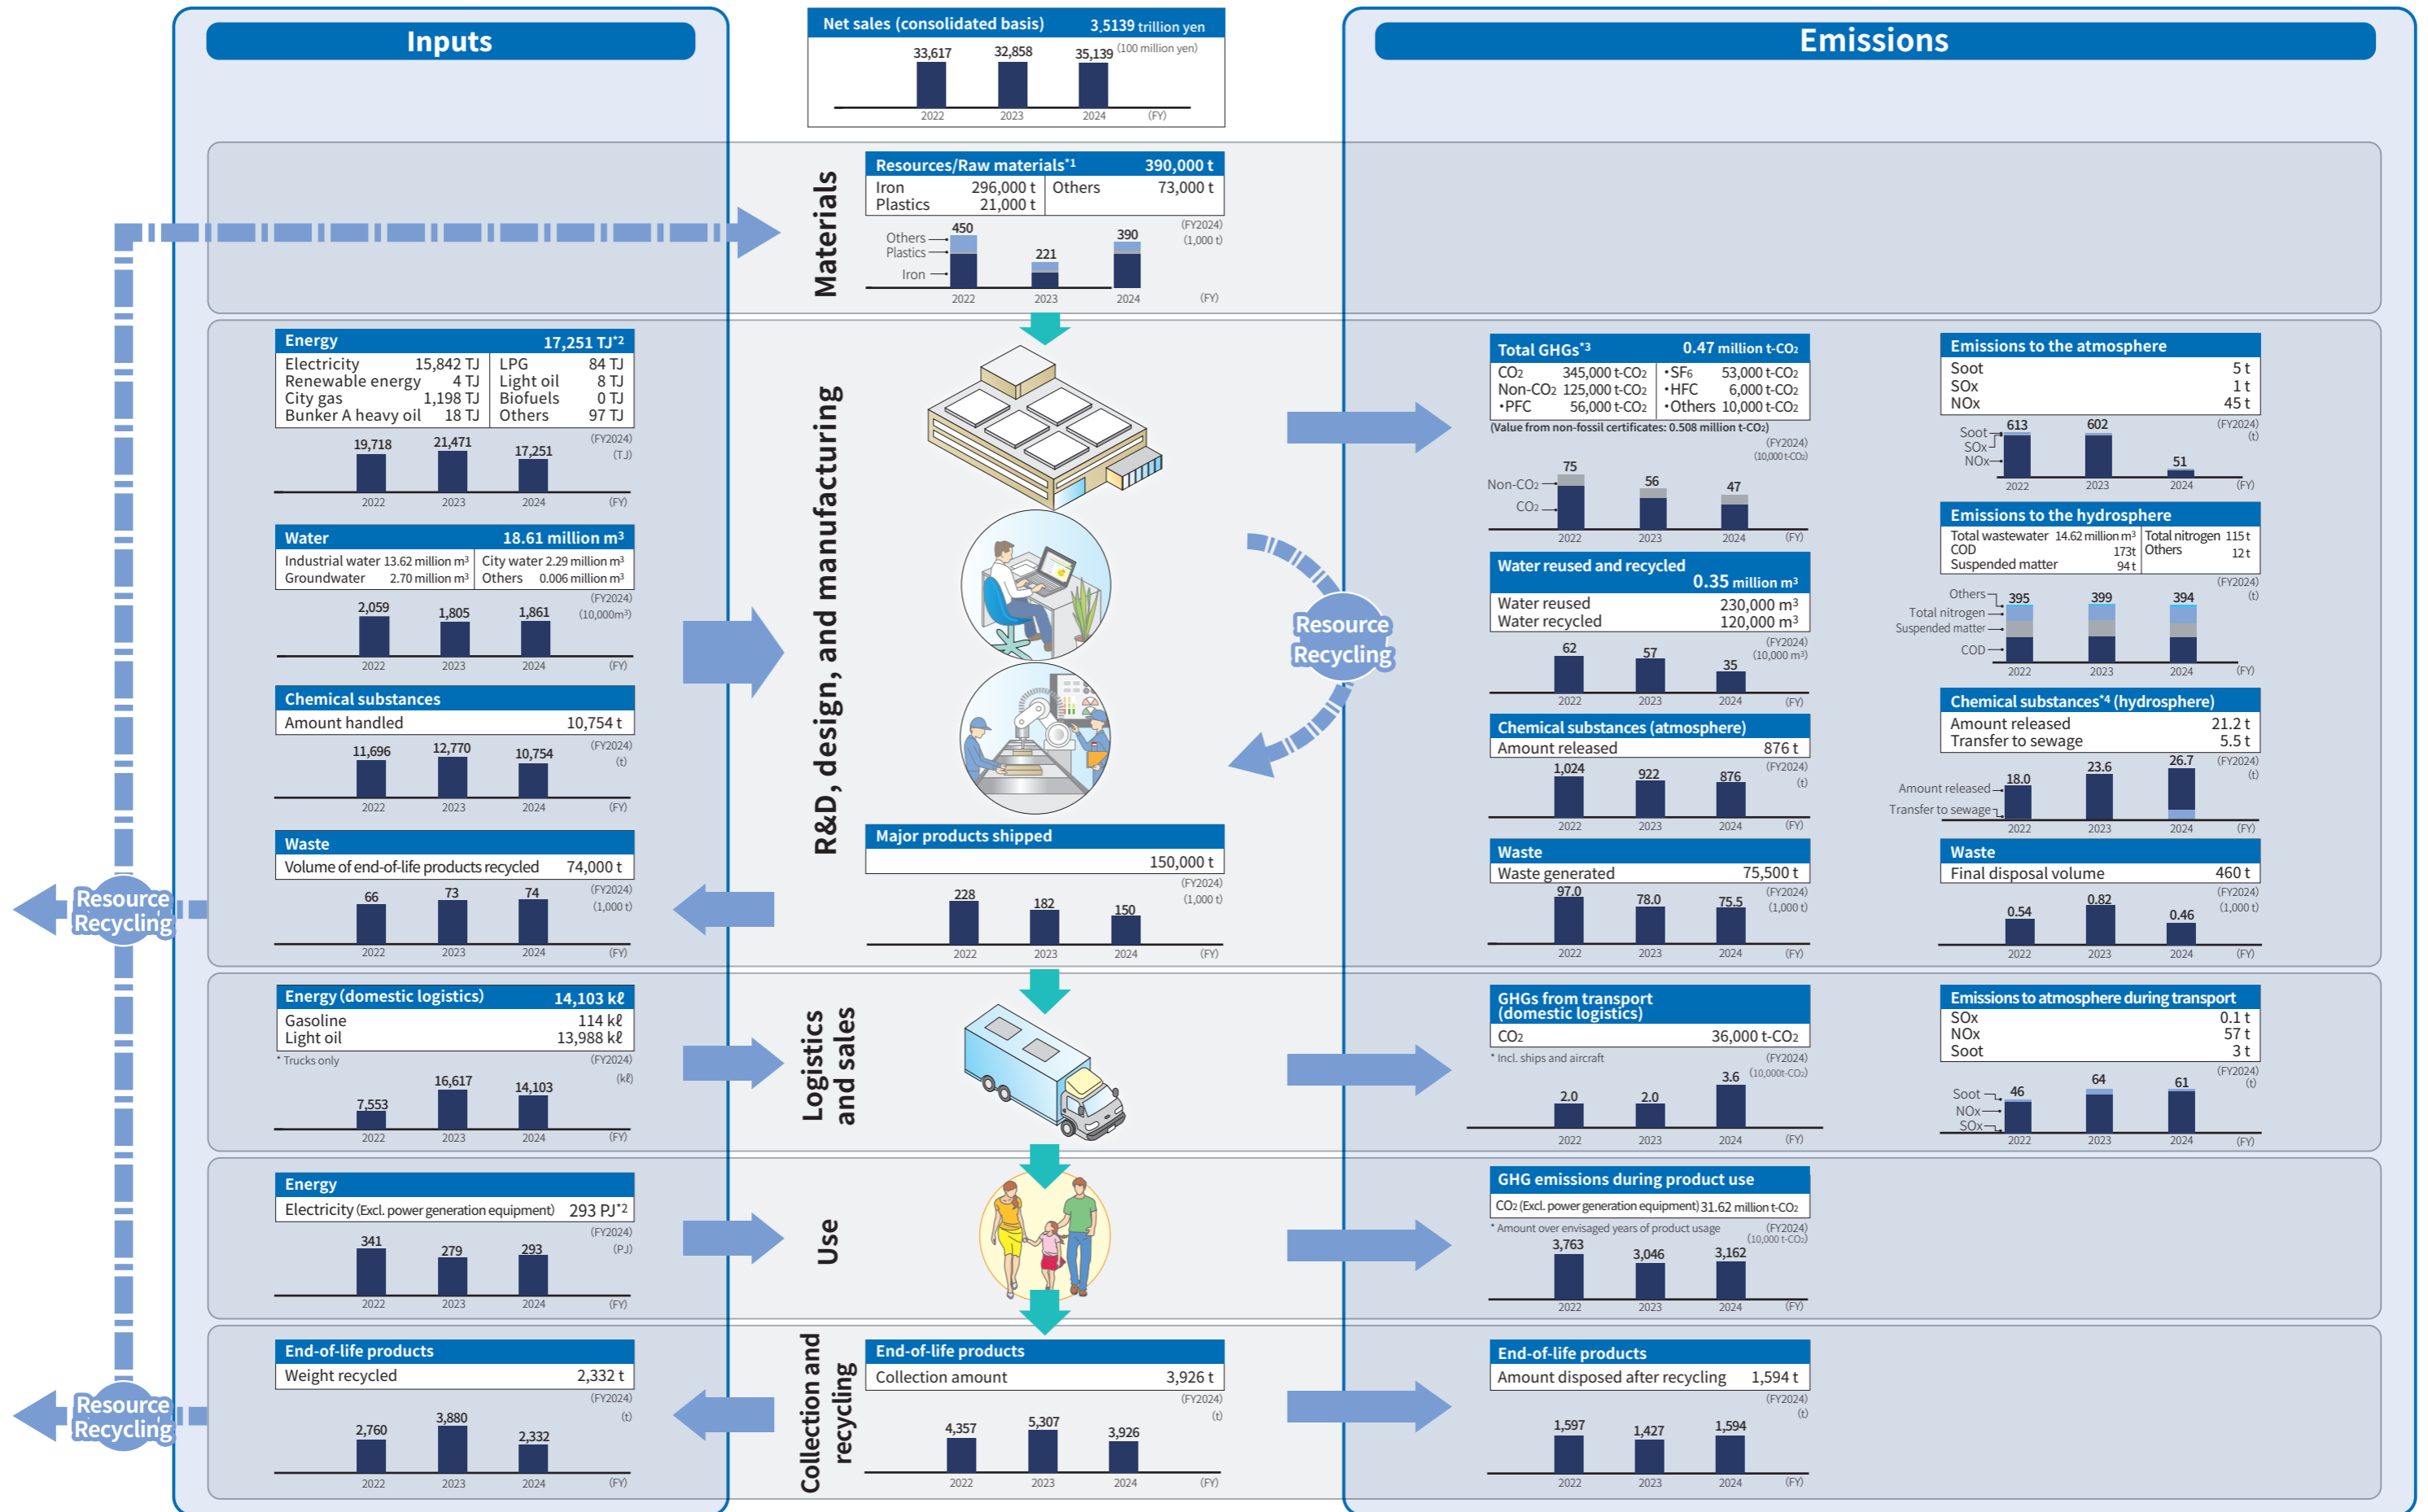 Inputs
Net sales (consolidated basis) 3.5139 trillion yen
33,617 32,858 35,139 (100 million yen)
2022 2023 2024 (FY)
Emissions
Materials
Resources/Raw materials*1 390,000 t
Iron 296,000 t Others 73,000 t
Plastics 21,000 t
(FY2024)
(1,000 t)
450 221 390
Others
Plastics
Iron
2022 2023 2024 (FY)
R&D, design, and manufacturing
Energy 17,251 TJ*2
Electricity 15,842 TJ LPG 84 TJ
Renewable energy 4 TJ Light oil 8 TJ
City gas 1,198 TJ Biofuels 0 TJ
Bunker A heavy oil 18 TJ Others 97 TJ
(FY2024)
(TJ)
19,718 21,471 17,251
2022 2023 2024 (FY)
Water 18.61 million m³
Industrial water 13.62 million m³ City water 2.29 million m³
Groundwater 2.70 million m³ Others 0.006 million m³
(FY2024)
(10,000m³)
2,059 1,805 1,861
2022 2023 2024 (FY)
Chemical substances
Amount handled 10,754 t
(FY2024)
(t)
11,696 12,770 10,754
2022 2023 2024 (FY)
Waste
Volume of end-of-life products recycled 74,000 t
(FY2024)
(1,000 t)
66 73 74
2022 2023 2024 (FY)
Resource
Recycling
Major products shipped
150,000 t
(FY2024)
(1,000 t)
228 182 150
2022 2023 2024 (FY)
Resource
Recycling
Total GHGs*3 0.47 million t-CO₂
CO₂ 345,000 t-CO₂ •SF₆ 53,000 t-CO₂
Non-CO₂ 125,000 t-CO₂ •HFC 6,000 t-CO₂
•PFC 56,000 t-CO₂ •Others 10,000 t-CO₂
(Value from non-fossil certificates: 0.508 million t-CO₂)
(FY2024)
(10,000 t-CO₂)
75 56 47
Non-CO₂
CO₂
2022 2023 2024 (FY)
Water reused and recycled
0.35 million m³
Water reused 230,000 m³
Water recycled 120,000 m³
(FY2024)
(10,000 m³)
62 57 35
2022 2023 2024 (FY)
Chemical substances (atmosphere)
Amount released 876 t
(FY2024)
(t)
1,024 922 876
2022 2023 2024 (FY)
Waste
Waste generated 75,500 t
(FY2024)
(1,000 t)
97.0 78.0 75.5
2022 2023 2024 (FY)
Emissions to the atmosphere
Soot 5 t
SOx 1 t
NOx 45 t
(FY2024)
(t)
613 602 51
Soot
SOx
NOx
2022 2023 2024 (FY)
Emissions to the hydrosphere
Total wastewater 14.62 million m³ Total nitrogen 115 t
COD 173t Others 12 t
Suspended matter 94 t
(FY2024)
(t)
395 399 394
Others
Total nitrogen
Suspended matter
COD
2022 2023 2024 (FY)
Chemical substances*4 (hydrosphere)
Amount released 21.2 t
Transfer to sewage 5.5 t
(FY2024)
(t)
18.0 23.6 26.7
Amount released
Transfer to sewage
2022 2023 2024 (FY)
Waste
Final disposal volume 460 t
(FY2024)
(1,000 t)
0.54 0.82 0.46
2022 2023 2024 (FY)
Logistics
and sales
Energy (domestic logistics) 14,103 kℓ
Gasoline 114 kℓ
Light oil 13,988 kℓ
* Trucks only (FY2024)
(kℓ)
7,553 16,617 14,103
2022 2023 2024 (FY)
GHGs from transport
(domestic logistics)
CO₂ 36,000 t-CO₂
* Incl. ships and aircraft (FY2024)
(10,000t-CO₂)
2.0 2.0 3.6
2022 2023 2024 (FY)
Emissions to atmosphere during transport
SOx 0.1 t
NOx 57 t
Soot 3 t
(FY2024)
(t)
46 64 61
Soot
NOx
SOx
2022 2023 2024 (FY)
Use
Energy
Electricity (Excl. power generation equipment) 293 PJ*2
(FY2024)
(PJ)
341 279 293
2022 2023 2024 (FY)
GHG emissions during product use
CO₂ (Excl. power generation equipment) 31.62 million t-CO₂
* Amount over envisaged years of product usage (FY2024)
(10,000 t-CO₂)
3,763 3,046 3,162
2022 2023 2024 (FY)
Collection and
recycling
End-of-life products
Weight recycled 2,332 t
(FY2024)
(t)
2,760 3,880 2,332
2022 2023 2024 (FY)
Resource
Recycling
End-of-life products
Collection amount 3,926 t
(FY2024)
(t)
4,357 5,307 3,926
2022 2023 2024 (FY)
End-of-life products
Amount disposed after recycling 1,594 t
(FY2024)
(t)
1,597 1,427 1,594
2022 2023 2024 (FY)